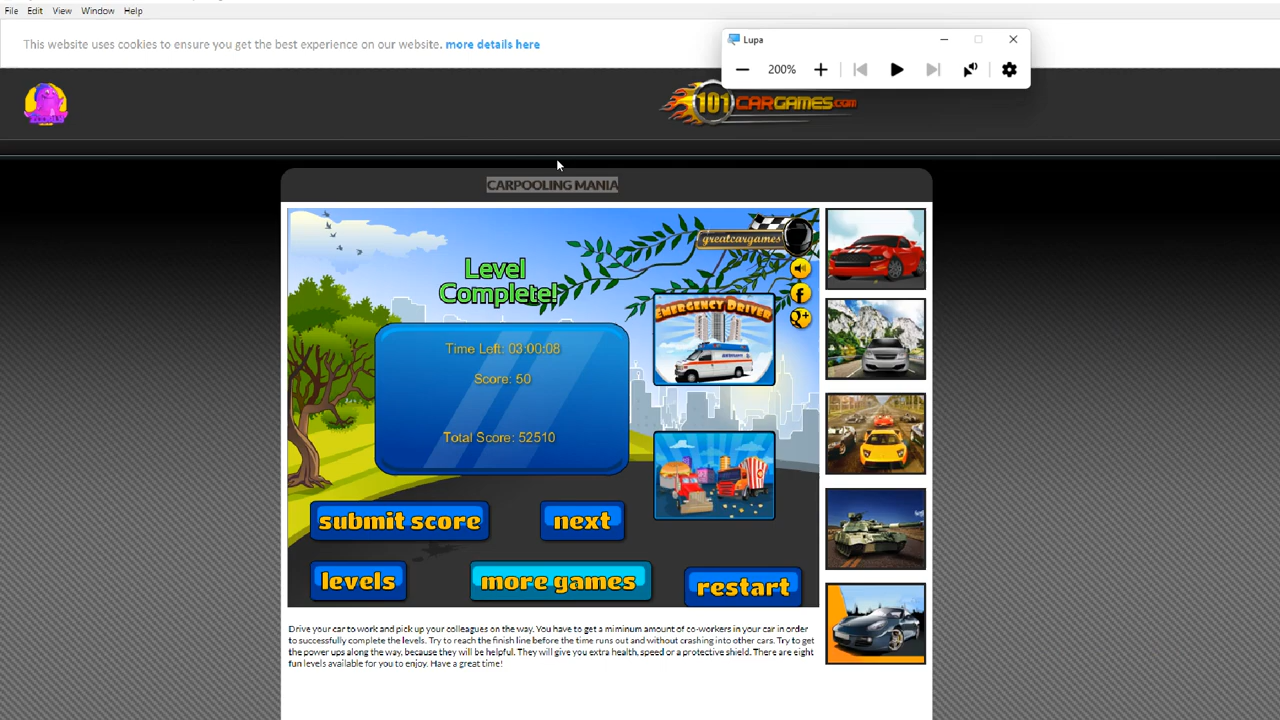 File Edit View Window Help
This website uses cookies to ensure you get the best experience on our website. more details here
Lupa
200%
101CARGAMES.COM
CARPOOLING MANIA
greatcargames
Level
Complete!
EMERGENCY DRIVER
Time Left: 03:00:08
Score: 50
Total Score: 52510
submit score
next
levels
more games
restart
Drive your car to work and pick up your colleagues on the way. You have to get a miminum amount of co-workers in your car in order
to successfully complete the levels. Try to reach the finish line before the time runs out and without crashing into other cars. Try to get
the power ups along the way, because they will be helpful. They will give you extra health, speed or a protective shield. There are eight
fun levels available for you to enjoy. Have a great time!